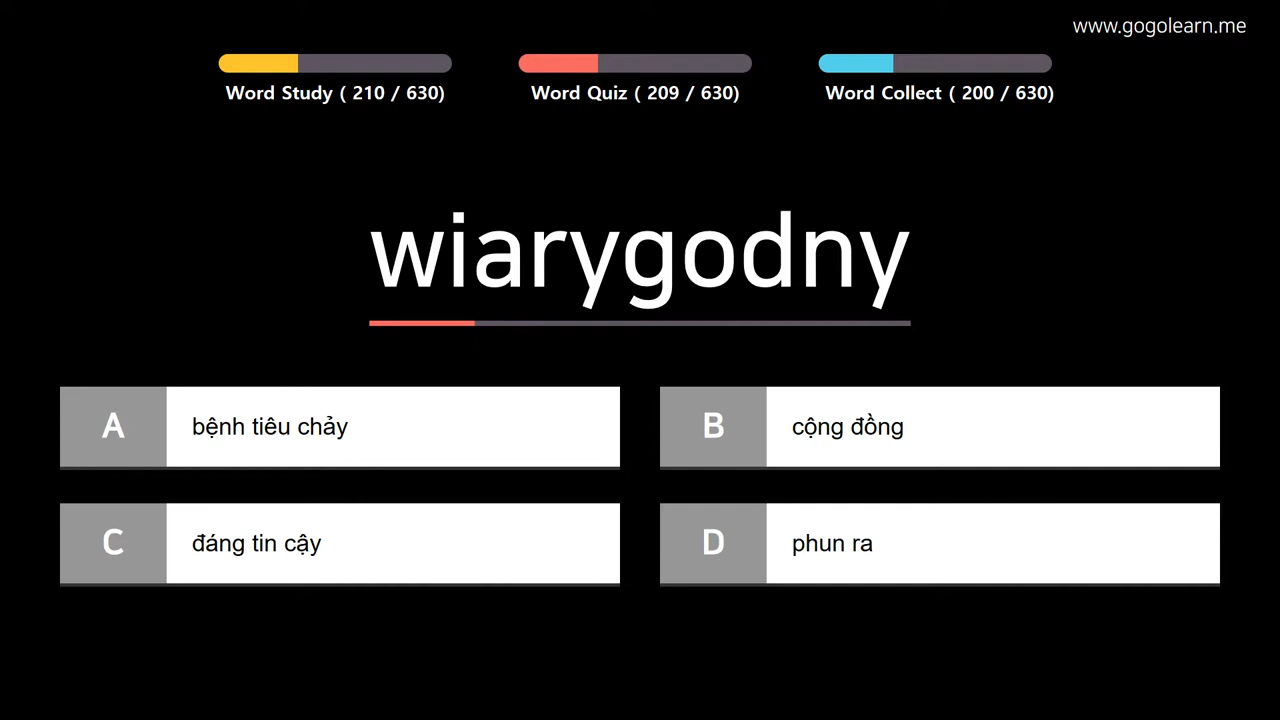 www.gogolearn.me
Word Study ( 210 / 630)
Word Quiz ( 209 / 630)
Word Collect ( 200 / 630)
wiarygodny
A
bệnh tiêu chảy
B
cộng đồng
C
đáng tin cậy
D
phun ra